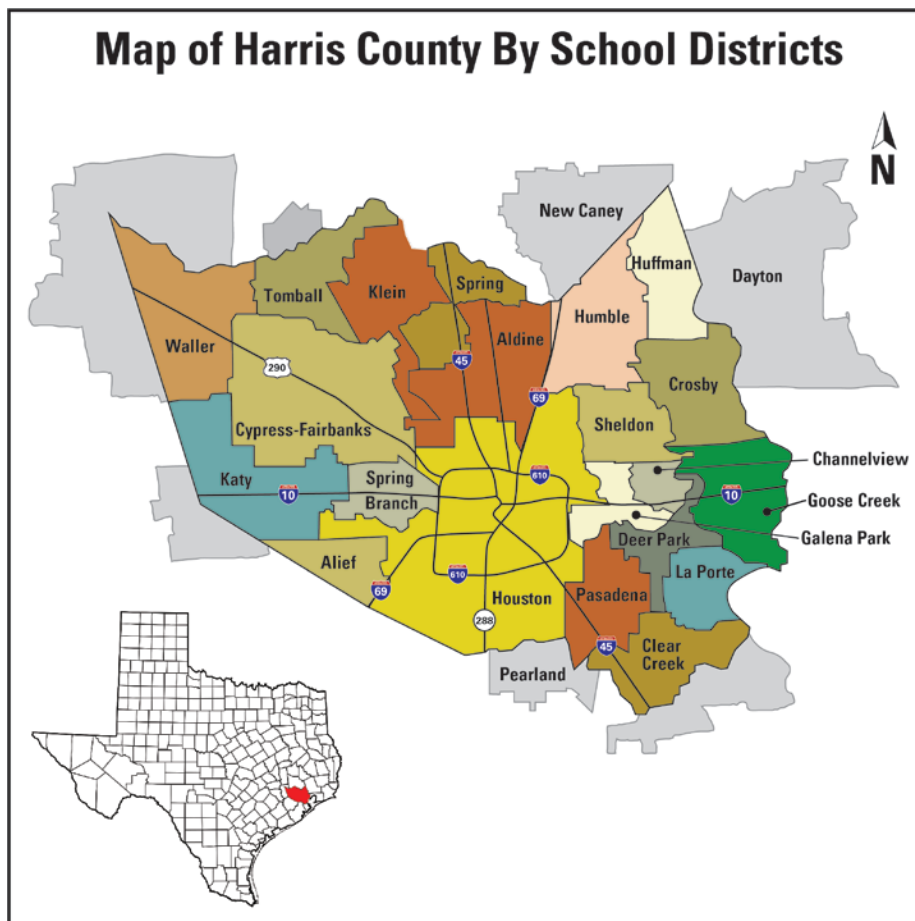 Map of Harris County By School Districts
N
New Caney
Huffman
Dayton
Tomball
Klein
Spring
Humble
Waller
Aldine
45
290
Crosby
69
Sheldon
Cypress-Fairbanks
Channelview
Katy
Spring
Branch
610
10
10
Goose Creek
Galena Park
Deer Park
Alief
La Porte
610
69
Houston
Pasadena
288
45
Clear
Creek
Pearland